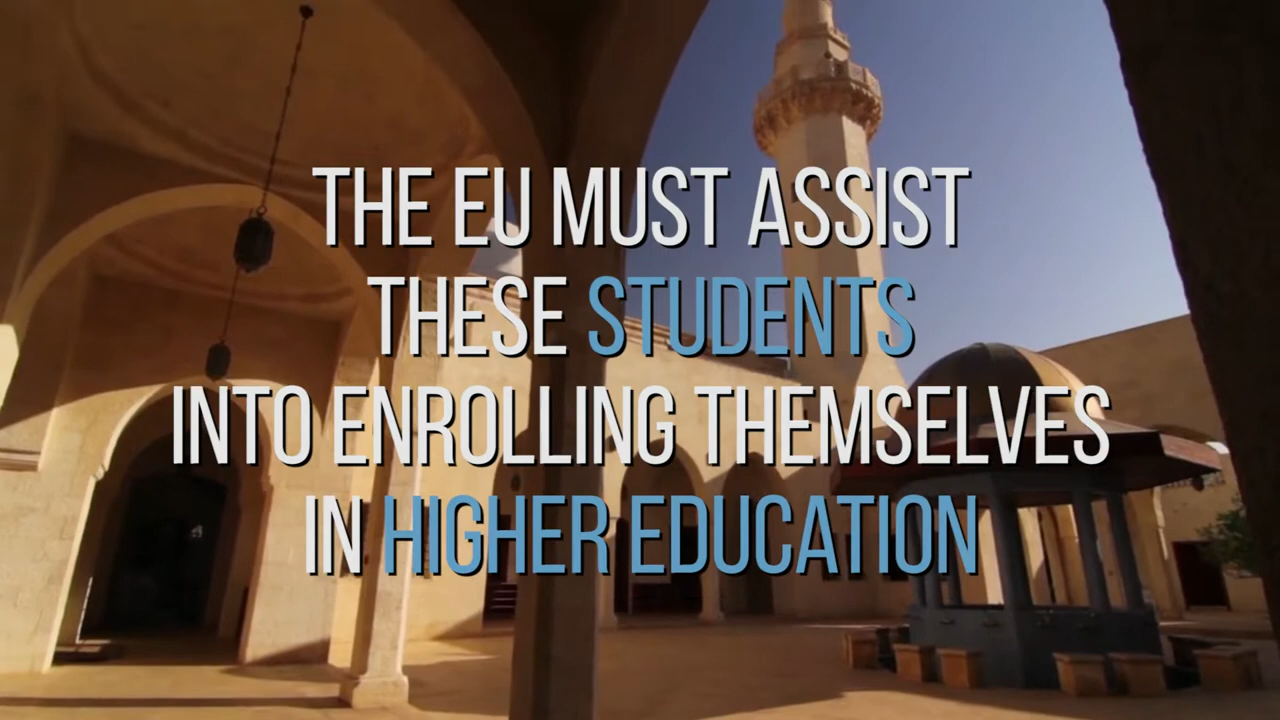 THE EU MUST ASSIST
THESE STUDENTS
INTO ENROLLING THEMSELVES
IN HIGHER EDUCATION